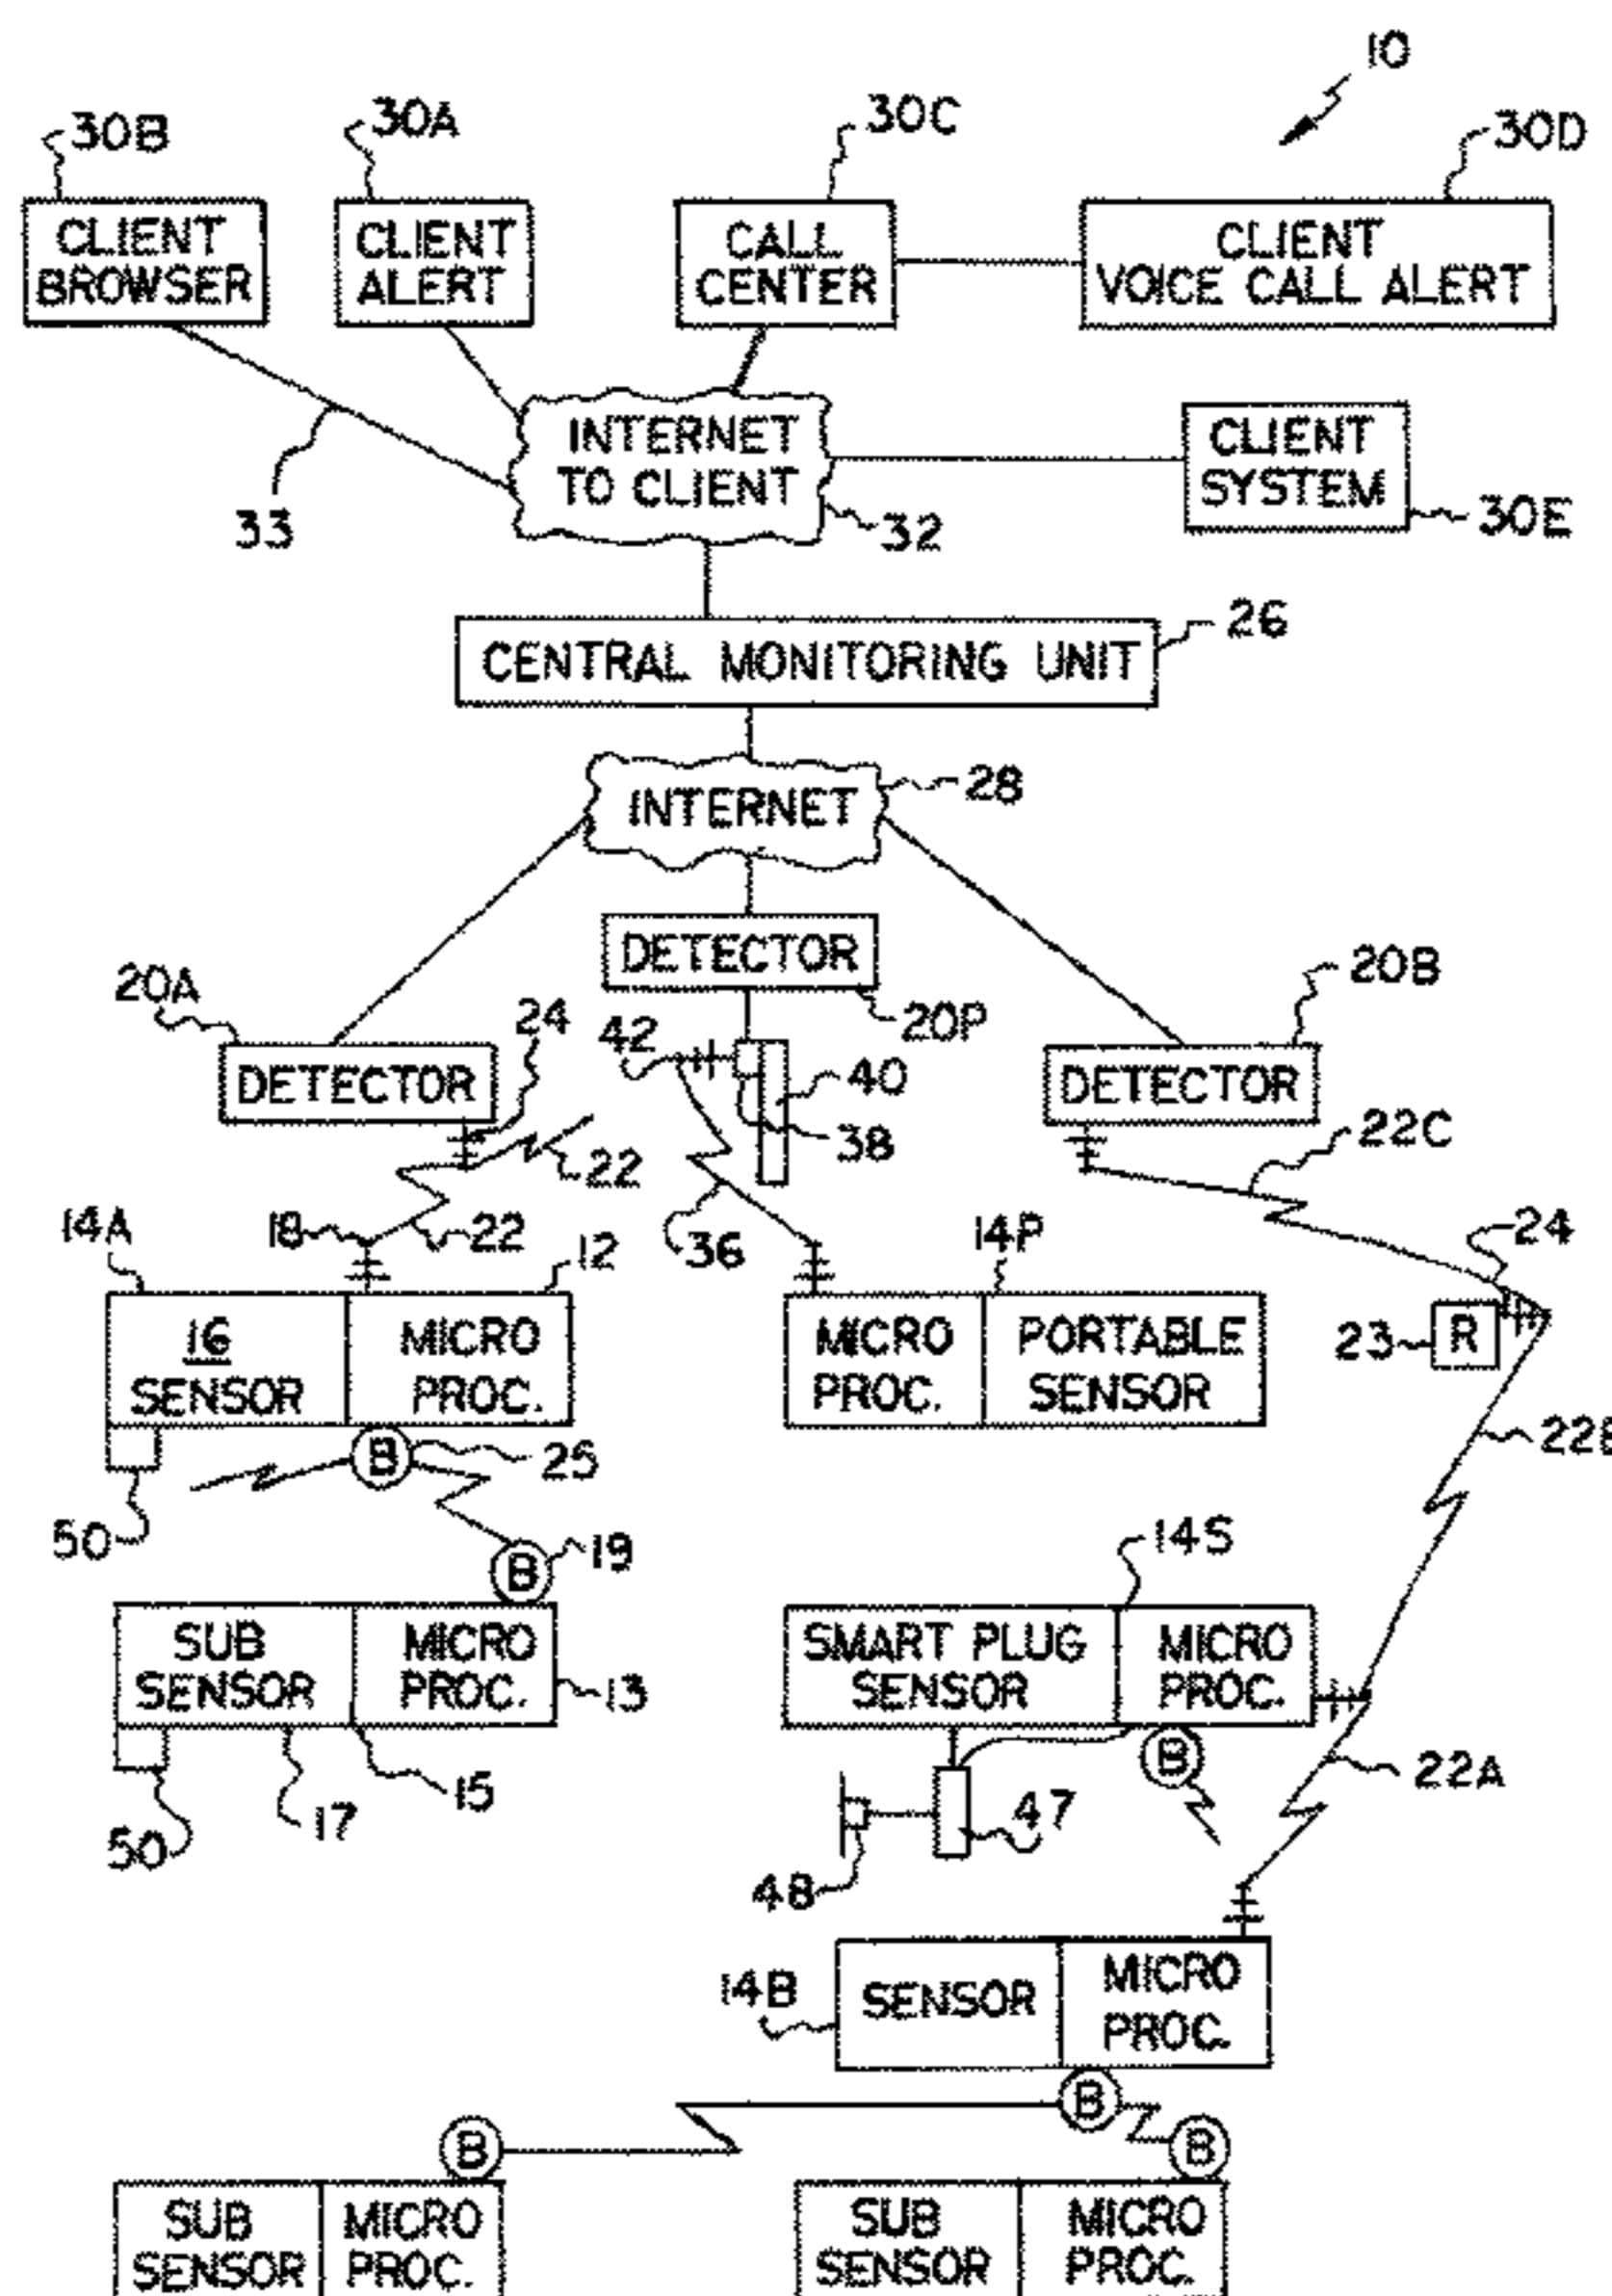 10
30B
30A
30C
30D
CLIENT
BROWSER
CLIENT
ALERT
CALL
CENTER
CLIENT
VOICE CALL ALERT
INTERNET
TO CLIENT
CLIENT
SYSTEM
33
32
30E
26
CENTRAL MONITORING UNIT
28
INTERNET
DETECTOR
20A
24
42
20P
20B
DETECTOR
40
DETECTOR
38
22C
22
14A
18
22
12
36
14P
24
16
SENSOR
MICRO
PROC.
MICRO
PROC.
PORTABLE
SENSOR
23
R
22B
B
25
50
19
B
14S
SUB
SENSOR
MICRO
PROC.
13
SMART PLUG
SENSOR
MICRO
PROC.
B
22A
15
17
50
47
48
14B
SENSOR
MICRO
PROC.
B
B
B
SUB
SENSOR
MICRO
PROC.
SUB
SENSOR
MICRO
PROC.